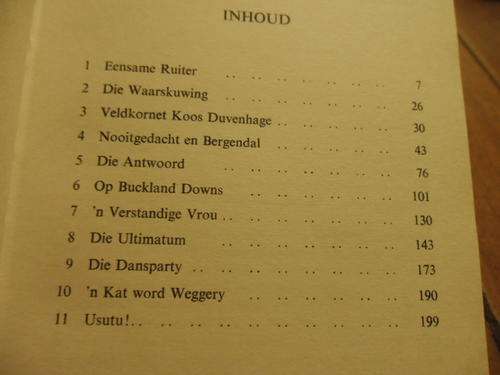 INHOUD
1 Eensame Ruiter .. .. .. .. .. .. 7
2 Die Waarskuwing .. .. .. .. .. .. 26
3 Veldkornet Koos Duvenhage .. .. .. .. .. 30
4 Nooitgedacht en Bergendal .. .. .. .. .. 43
5 Die Antwoord .. .. .. .. .. .. 76
6 Op Buckland Downs .. .. .. .. .. .. 101
7 'n Verstandige Vrou .. .. .. .. .. .. .. 130
8 Die Ultimatum .. .. .. .. .. .. .. 143
9 Die Dansparty .. .. .. .. .. .. .. .. 173
10 'n Kat word Weggery .. .. .. .. .. .. 190
11 Usutu! .. .. .. .. .. .. .. .. .. .. 199